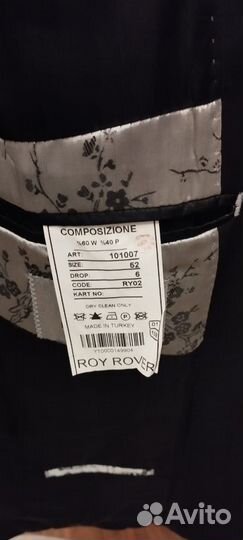 COMPOSIZIONE
%60 W %40 P
ART: 101007
SIZE: 62
DROP: 6
CODE: RY02
KART NO:
DRY CLEAN ONLY
MADE IN TURKEY
YT0000149904
ROY ROVER
Avito